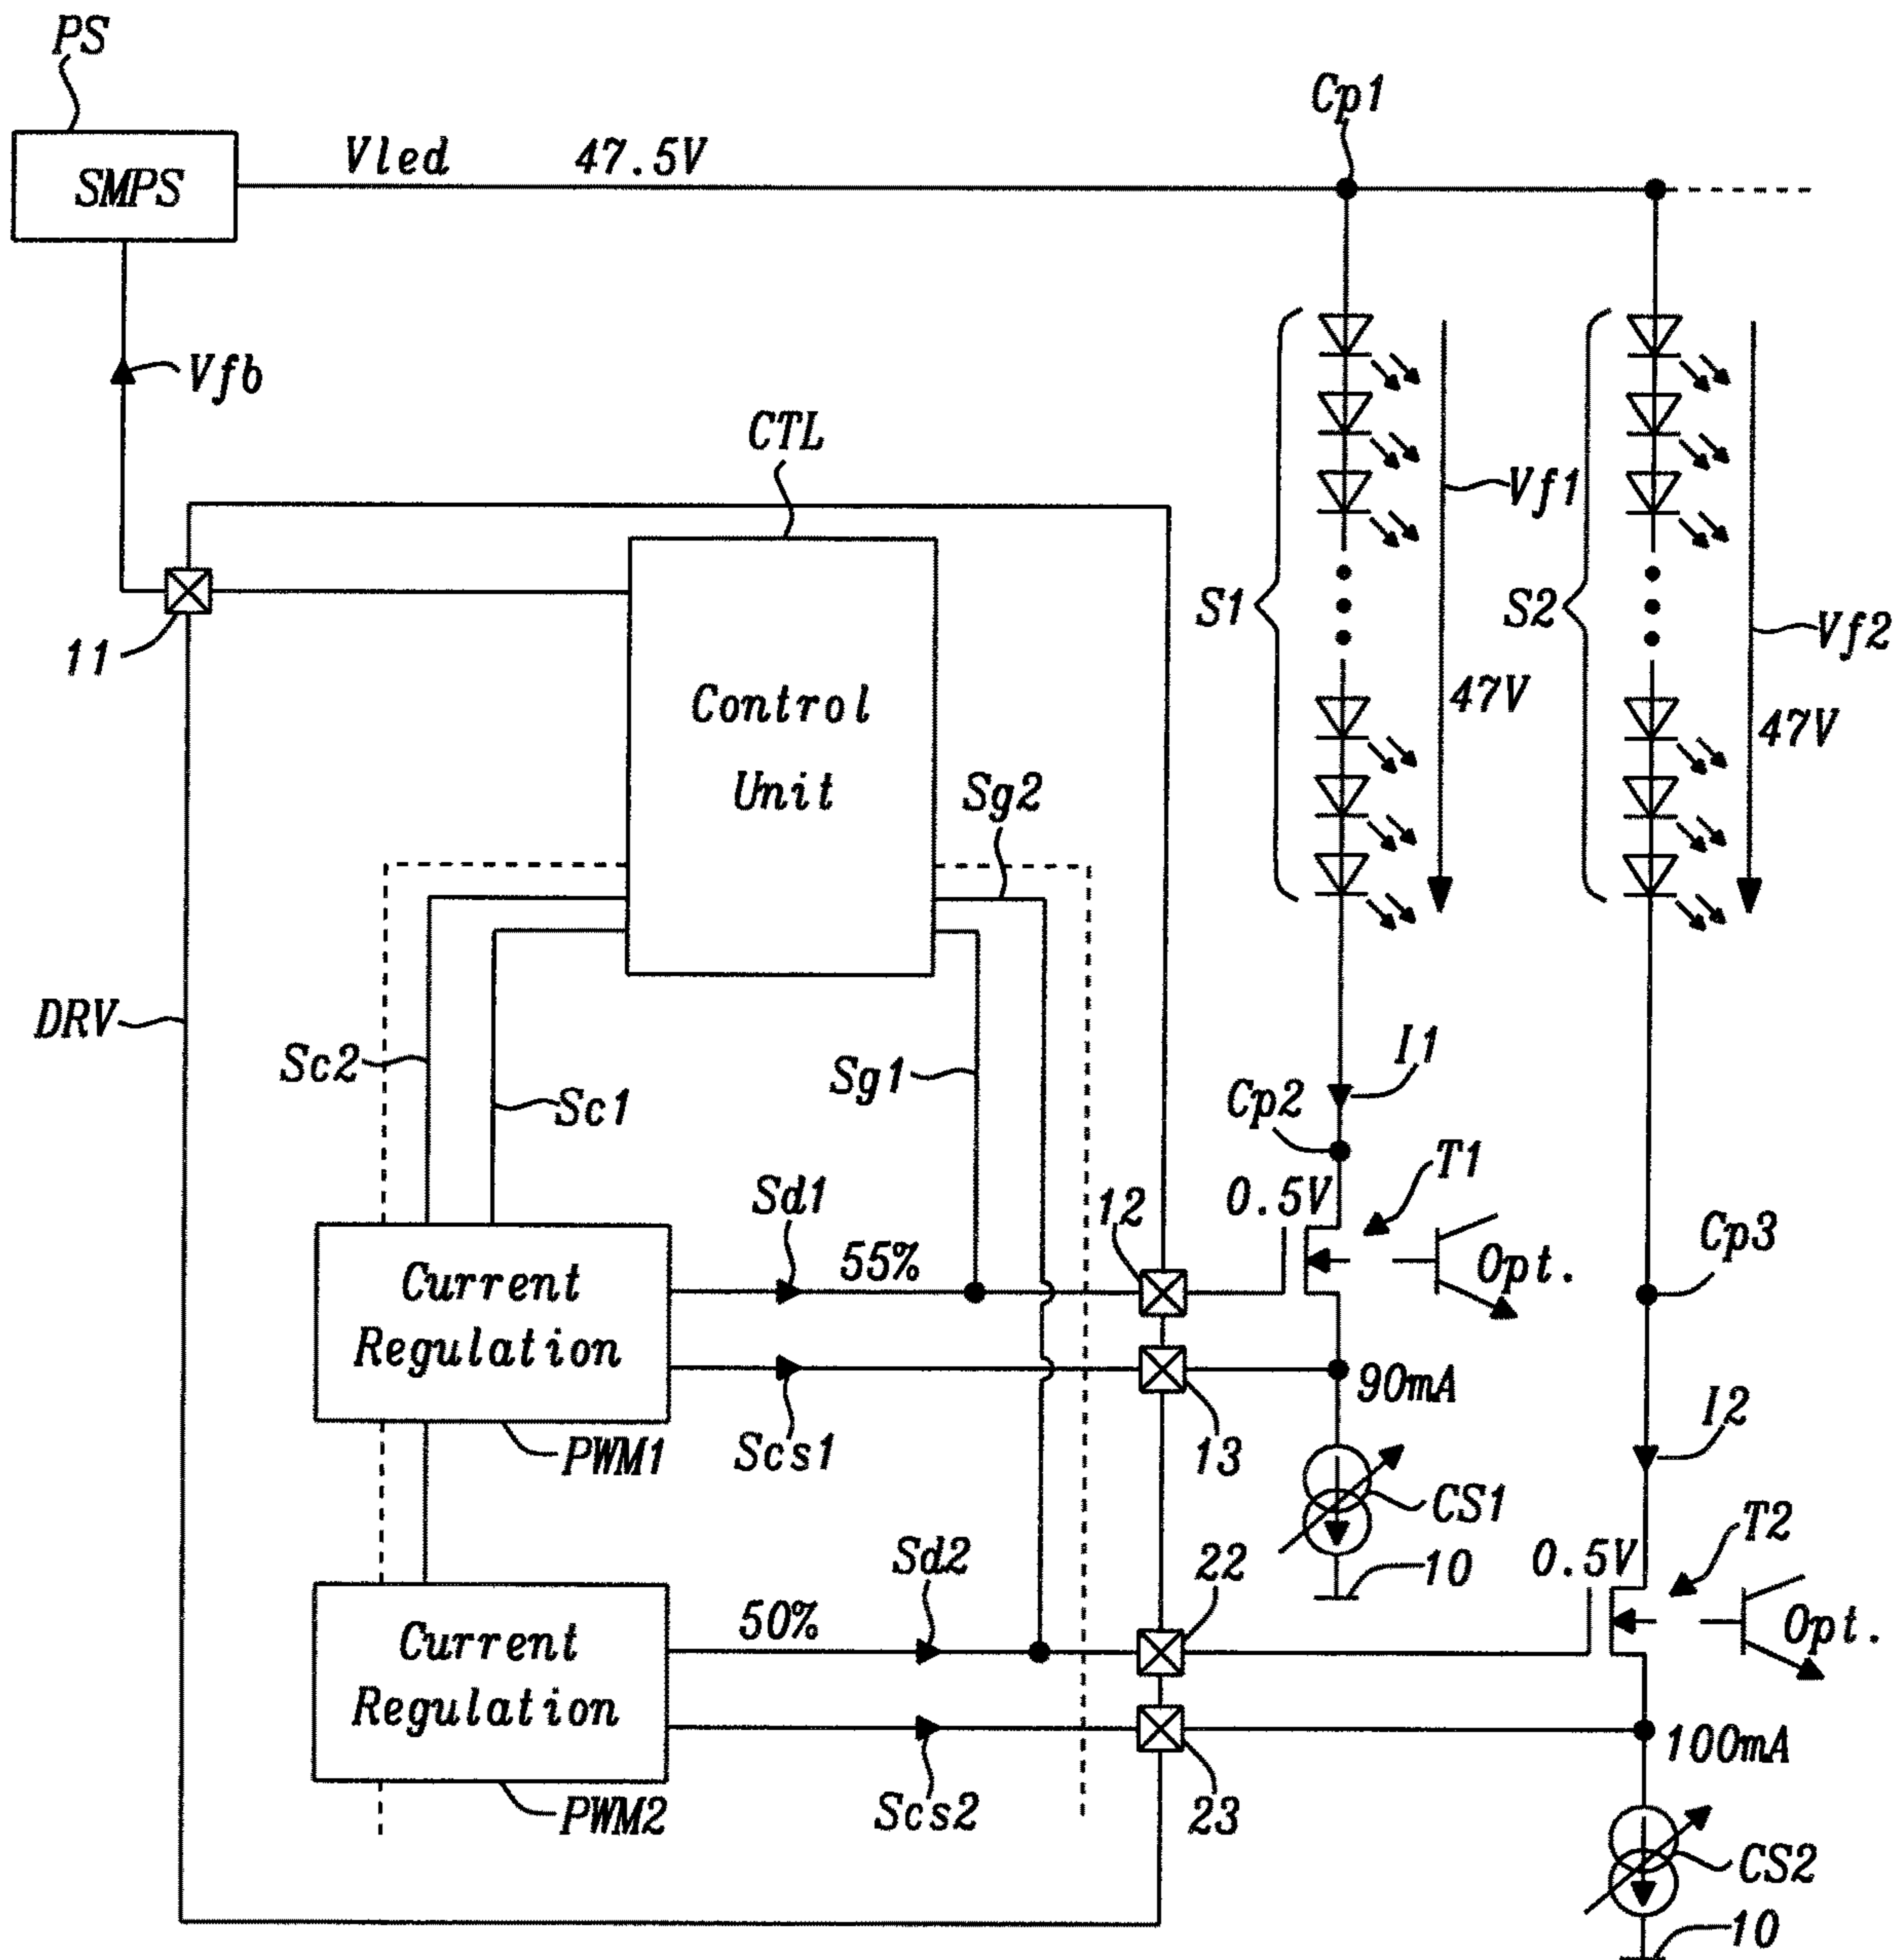 PS
SMPS
Vled 47.5V
Cp1
Vfb
CTL
11
Control
Unit
Sg2
S1
Vf1
47V
S2
Vf2
47V
DRV
Sc2
Sc1
Sg1
I1
Cp2
T1
0.5V
Opt.
Cp3
Sd1
55%
12
Current
Regulation
90mA
Scs1
13
PWM1
CS1
10
I2
T2
0.5V
Opt.
Sd2
50%
22
Current
Regulation
100mA
Scs2
23
PWM2
CS2
10